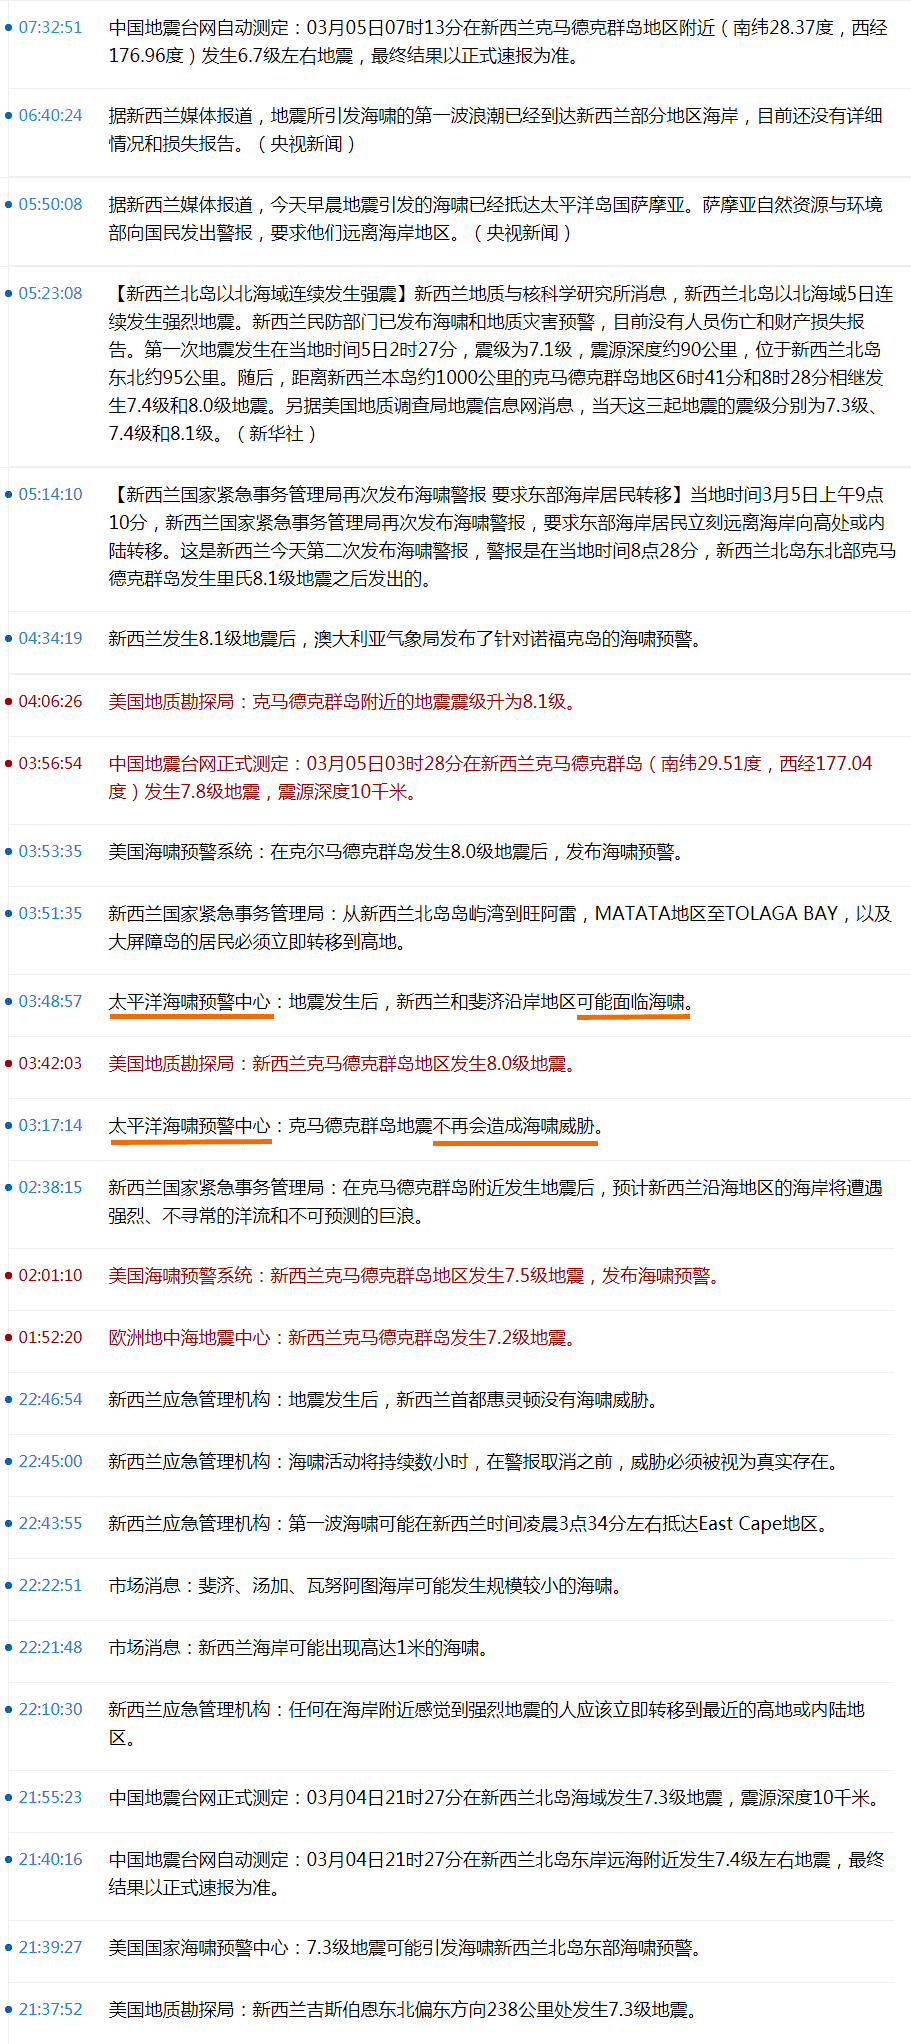 07:32:51 中国地震台网自动测定：03月05日07时13分在新西兰克马德克群岛地区附近（南纬28.37度，西经
176.96度）发生6.7级左右地震，最终结果以正式速报为准。
06:40:24 据新西兰媒体报道，地震所引发海啸的第一波浪潮已经到达新西兰部分地区海岸，目前还没有详细
情况和损失报告。（央视新闻）
05:50:08 据新西兰媒体报道，今天早晨地震引发的海啸已经抵达太平洋岛国萨摩亚。萨摩亚自然资源与环境
部向国民发出警报，要求他们远离海岸地区。（央视新闻）
05:23:08 【新西兰北岛以北海域连续发生强震】新西兰地质与核科学研究所消息，新西兰北岛以北海域5日连
续发生强烈地震。新西兰民防部门已发布海啸和地质灾害预警，目前没有人员伤亡和财产损失报
告。第一次地震发生在当地时间5日2时27分，震级为7.1级，震源深度约90公里，位于新西兰北岛
东北约95公里。随后，距离新西兰本岛约1000公里的克马德克群岛地区6时41分和8时28分相继发
生7.4级和8.0级地震。另据美国地质调查局地震信息网消息，当天这三起地震的震级分别为7.3级、
7.4级和8.1级。（新华社）
05:14:10 【新西兰国家紧急事务管理局再次发布海啸警报 要求东部海岸居民转移】当地时间3月5日上午9点
10分，新西兰国家紧急事务管理局再次发布海啸警报，要求东部海岸居民立刻远离海岸向高处或内
陆转移。这是新西兰今天第二次发布海啸警报，警报是在当地时间8点28分，新西兰北岛东北部克马
德克群岛发生里氏8.1级地震之后发出的。
04:34:19 新西兰发生8.1级地震后，澳大利亚气象局发布了针对诺福克岛的海啸预警。
04:06:26 美国地质勘探局：克马德克群岛附近的地震震级升为8.1级。
03:56:54 中国地震台网正式测定：03月05日03时28分在新西兰克马德克群岛（南纬29.51度，西经177.04
度）发生7.8级地震，震源深度10千米。
03:53:35 美国海啸预警系统：在克尔马德克群岛发生8.0级地震后，发布海啸预警。
03:51:35 新西兰国家紧急事务管理局：从新西兰北岛岛屿湾到旺阿雷，MATATA地区至TOLAGA BAY，以及
大屏障岛的居民必须立即转移到高地。
03:48:57 太平洋海啸预警中心：地震发生后，新西兰和斐济沿岸地区可能面临海啸。
03:42:03 美国地质勘探局：新西兰克马德克群岛地区发生8.0级地震。
03:17:14 太平洋海啸预警中心：克马德克群岛地震不再会造成海啸威胁。
02:38:15 新西兰国家紧急事务管理局：在克马德克群岛附近发生地震后，预计新西兰沿海地区的海岸将遭遇
强烈、不寻常的洋流和不可预测的巨浪。
02:01:10 美国海啸预警系统：新西兰克马德克群岛地区发生7.5级地震，发布海啸预警。
01:52:20 欧洲地中海地震中心：新西兰克马德克群岛发生7.2级地震。
22:46:54 新西兰应急管理机构：地震发生后，新西兰首都惠灵顿没有海啸威胁。
22:45:00 新西兰应急管理机构：海啸活动将持续数小时，在警报取消之前，威胁必须被视为真实存在。
22:43:55 新西兰应急管理机构：第一波海啸可能在新西兰时间凌晨3点34分左右抵达East Cape地区。
22:22:51 市场消息：斐济、汤加、瓦努阿图海岸可能发生规模较小的海啸。
22:21:48 市场消息：新西兰海岸可能出现高达1米的海啸。
22:10:30 新西兰应急管理机构：任何在海岸附近感觉到强烈地震的人应该立即转移到最近的高地或内陆地
区。
21:55:23 中国地震台网正式测定：03月04日21时27分在新西兰北岛海域发生7.3级地震，震源深度10千米。
21:40:16 中国地震台网自动测定：03月04日21时27分在新西兰北岛东岸远海附近发生7.4级左右地震，最终
结果以正式速报为准。
21:39:27 美国国家海啸预警中心：7.3级地震可能引发海啸新西兰北岛东部海啸预警。
21:37:52 美国地质勘探局：新西兰吉斯伯恩东北偏东方向238公里处发生7.3级地震。